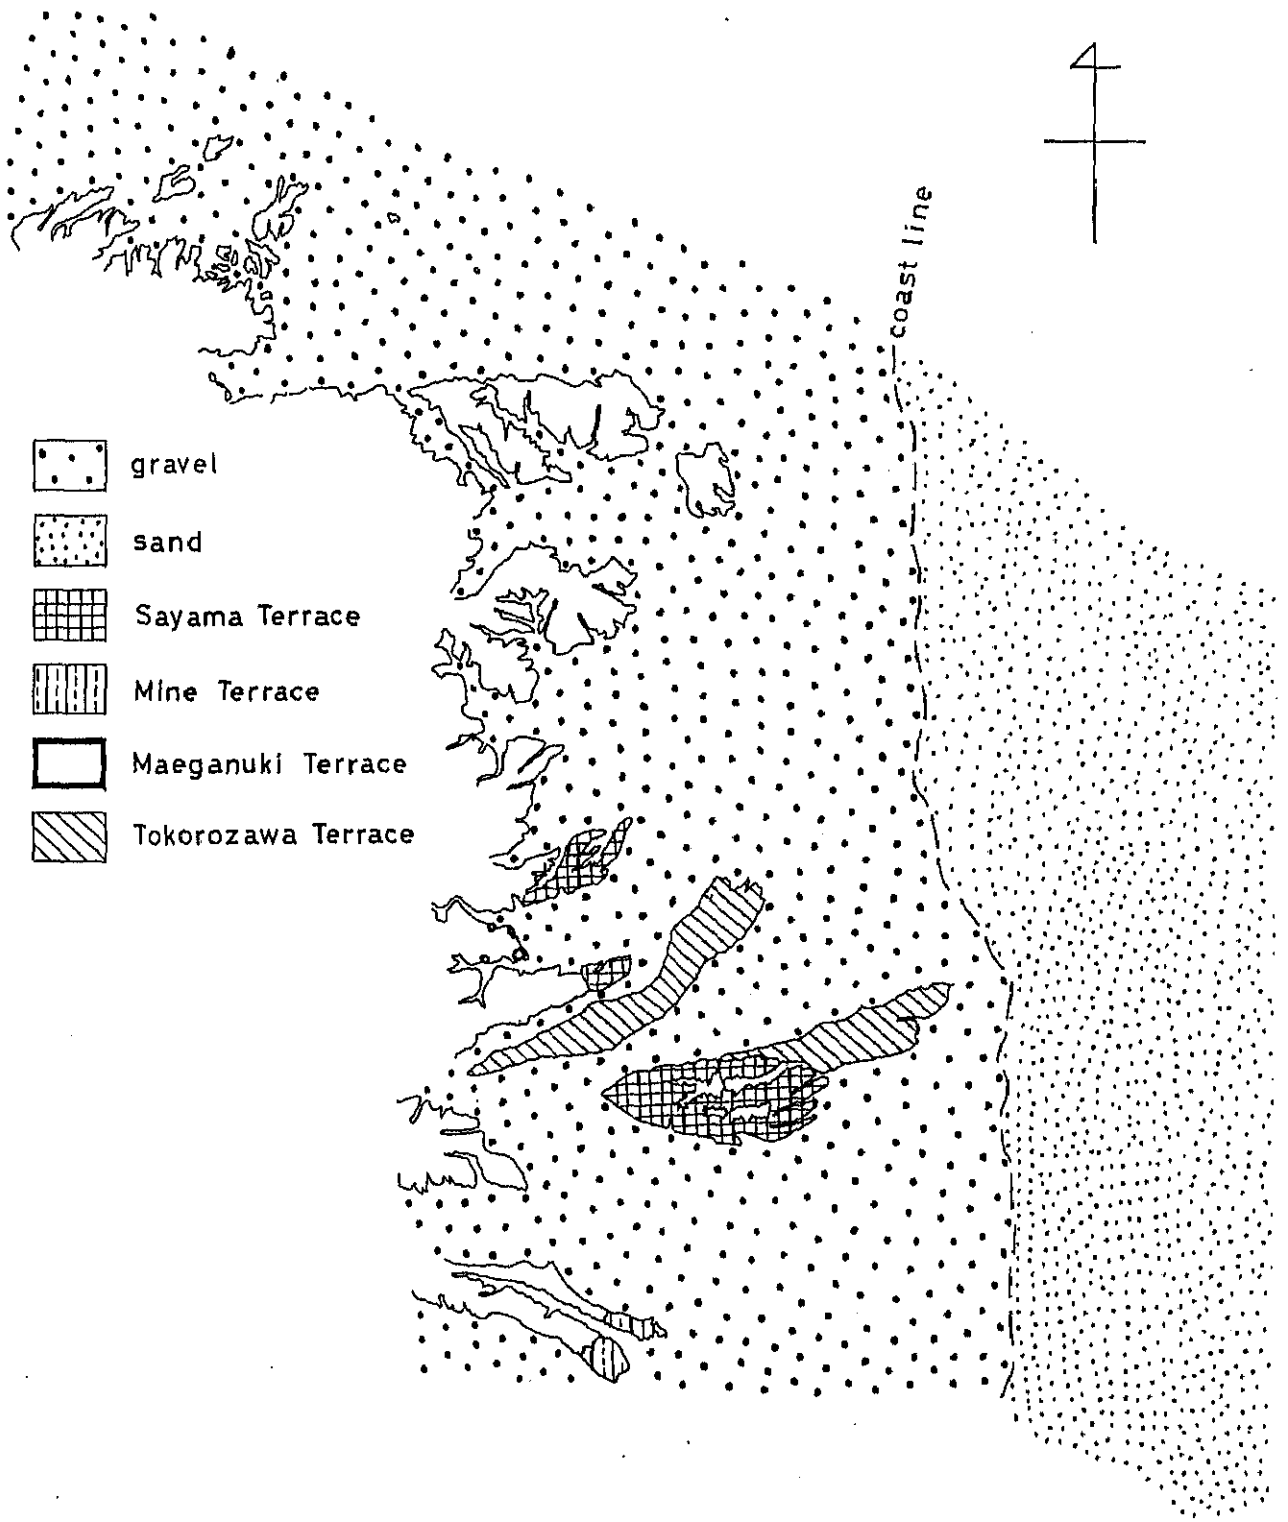 coast line
gravel
sand
Sayama Terrace
Mine Terrace
Maeganuki Terrace
Tokorozawa Terrace